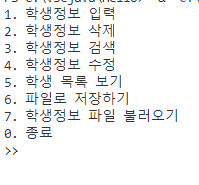 1. 학생정보 입력
2. 학생정보 삭제
3. 학생정보 검색
4. 학생정보 수정
5. 학생 목록 보기
6. 파일로 저장하기
7. 학생정보 파일 불러오기
0. 종료
>>